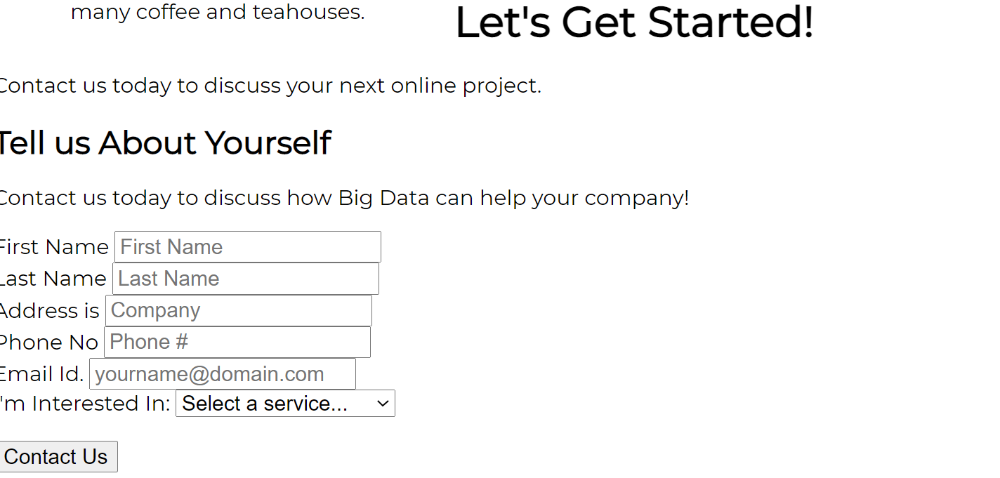 many coffee and teahouses.
Let's Get Started!
Contact us today to discuss your next online project.
Tell us About Yourself
Contact us today to discuss how Big Data can help your company!
First Name First Name
Last Name Last Name
Address is Company
Phone No Phone #
Email Id. yourname@domain.com
I'm Interested In: Select a service...
Contact Us